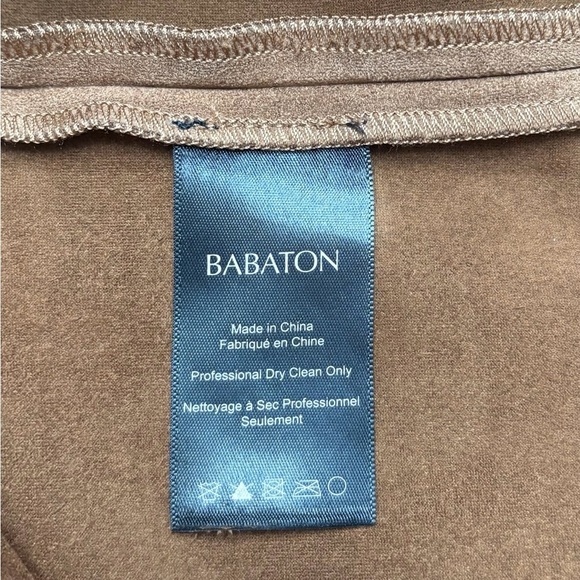 BABATON
Made in China
Fabriqué en Chine
Professional Dry Clean Only
Nettoyage à Sec Professionnel
Seulement